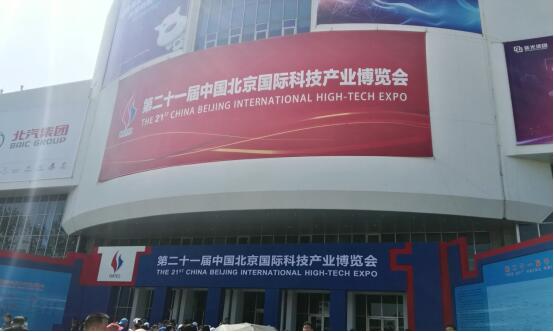 第二十一届中国北京国际科技产业博览会
THE 21ST CHINA BEIJING INTERNATIONAL HIGH-TECH EXPO
北汽集团
BAIC GROUP
第二十一届中国北京国际科技产业博览会
THE 21ST CHINA BEIJING INTERNATIONAL HIGH-TECH EXPO